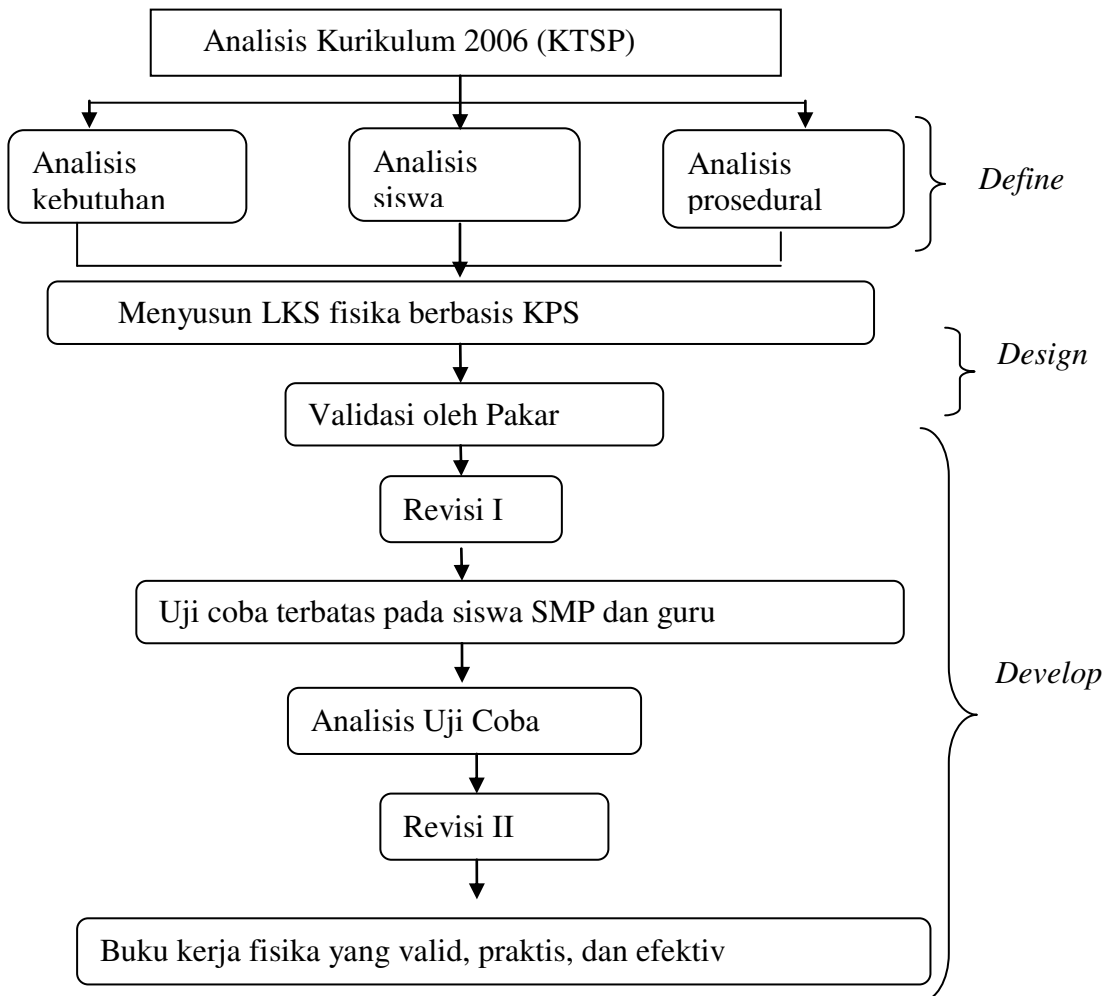 Analisis Kurikulum 2006 (KTSP)
Analisis
kebutuhan
Analisis
siswa
Analisis
prosedural
Define
Menyusun LKS fisika berbasis KPS
Design
Validasi oleh Pakar
Revisi I
Uji coba terbatas pada siswa SMP dan guru
Develop
Analisis Uji Coba
Revisi II
Buku kerja fisika yang valid, praktis, dan efektiv